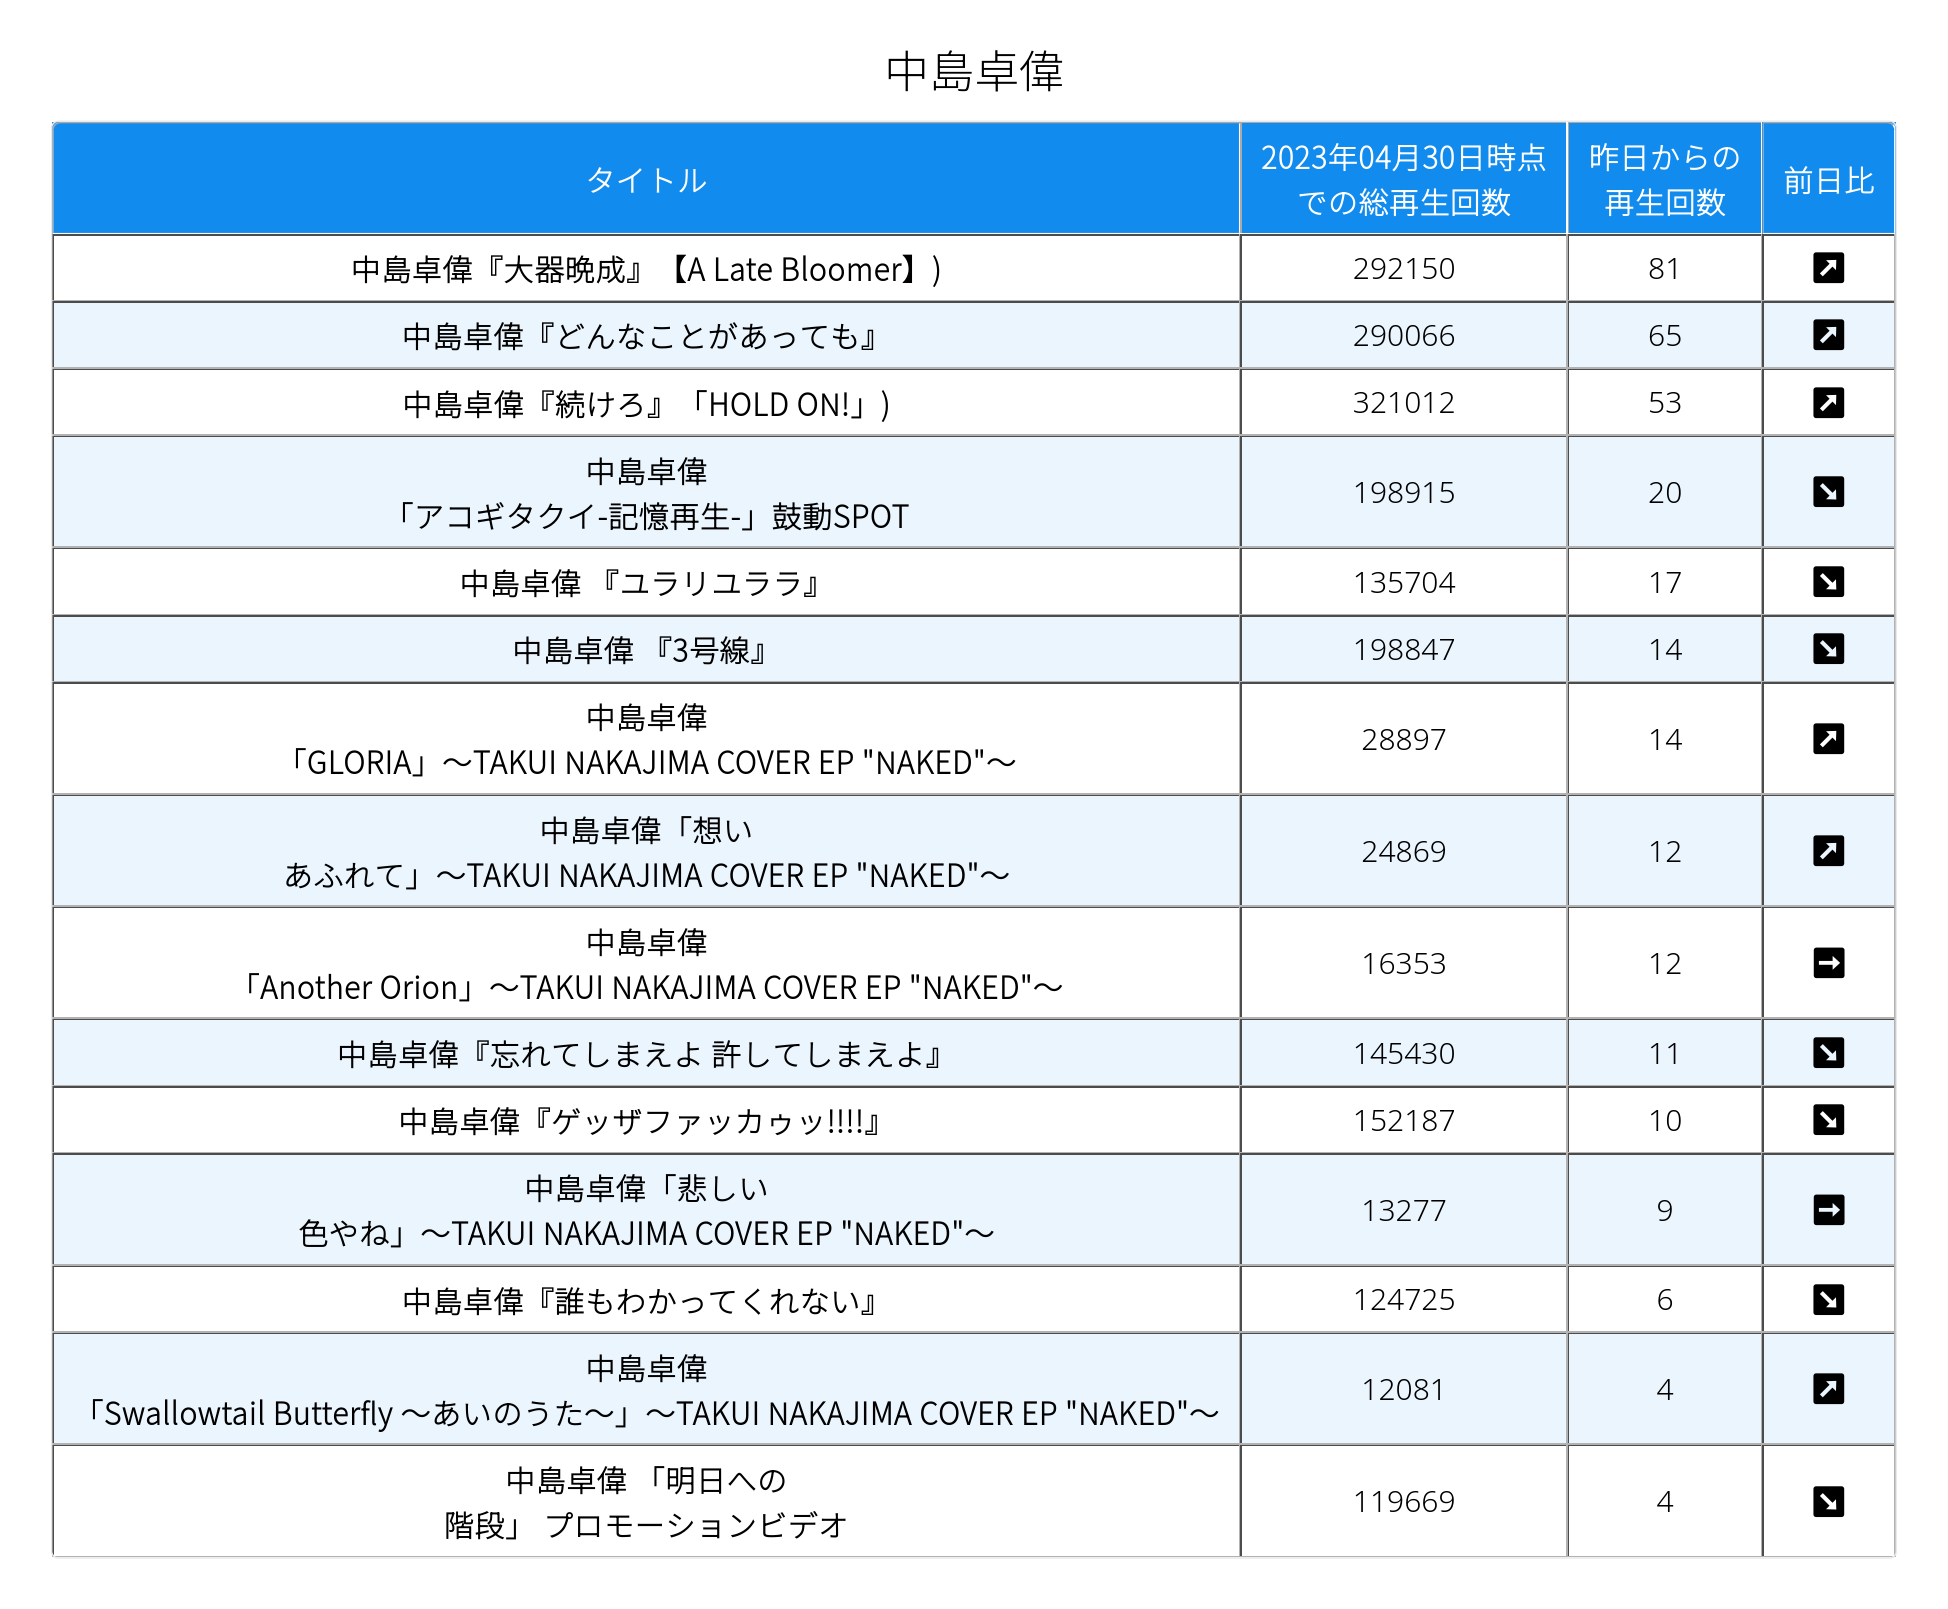 中島卓偉
タイトル
2023年04月30日時点
での総再生回数
昨日からの
再生回数
前日比
中島卓偉『大器晩成』【A Late Bloomer】)
292150
81
中島卓偉『どんなことがあっても』
290066
65
中島卓偉『続けろ』「HOLD ON!」)
321012
53
中島卓偉
「アコギタクイ-記憶再生-」鼓動SPOT
198915
20
中島卓偉 『ユラリユララ』
135704
17
中島卓偉 『3号線』
198847
14
中島卓偉
「GLORIA」～TAKUI NAKAJIMA COVER EP "NAKED"～
28897
14
中島卓偉「想い
あふれて」～TAKUI NAKAJIMA COVER EP "NAKED"～
24869
12
中島卓偉
「Another Orion」～TAKUI NAKAJIMA COVER EP "NAKED"～
16353
12
中島卓偉『忘れてしまえよ 許してしまえよ』
145430
11
中島卓偉『ゲッザファッカゥッ!!!!』
152187
10
中島卓偉「悲しい
色やね」～TAKUI NAKAJIMA COVER EP "NAKED"～
13277
9
中島卓偉『誰もわかってくれない』
124725
6
中島卓偉
「Swallowtail Butterfly ～あいのうた～」～TAKUI NAKAJIMA COVER EP "NAKED"～
12081
4
中島卓偉 「明日への
階段」 プロモーションビデオ
119669
4